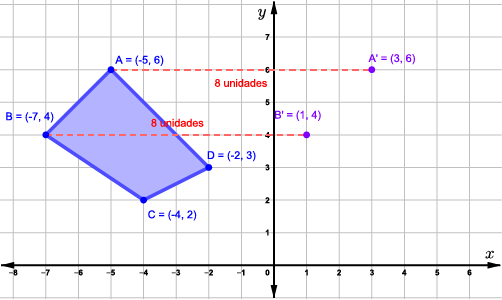 y
7
A = (-5, 6)
A' = (3, 6)
6
8 unidades
5
B = (-7, 4)
8 unidades
B' = (1, 4)
4
D = (-2, 3)
3
2
C = (-4, 2)
1
x
−8 −7 −6 −5 −4 −3 −2 −1 0 1 2 3 4 5 6